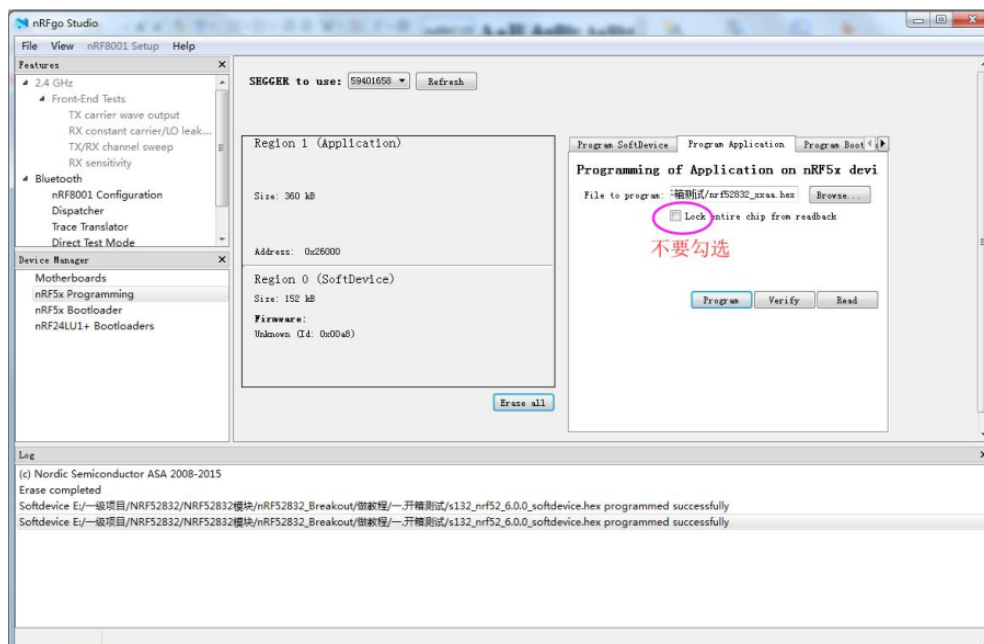 nRFgo Studio
File View nRF8001 Setup Help
Features
2.4 GHz
Front-End Tests
TX carrier wave output
RX constant carrier/LO leak...
TX/RX channel sweep
RX sensitivity
Bluetooth
nRF8001 Configuration
Dispatcher
Trace Translator
Direct Test Mode
Device Manager
Motherboards
nRF5x Programming
nRF5x Bootloader
nRF24LU1+ Bootloaders
SEGGER to use: 59401658 Refresh
Region 1 (Application)
Size: 360 kB
Address: 0x26000
Region 0 (SoftDevice)
Size: 152 kB
Firmware:
Unknown (Id: 0x00a8)
Erase all
Program SoftDevice Program Application Program Boot
Programming of Application on nRF5x devi
File to program: 箱测试/nrf52832_xxaa.hex Browse...
Lock entire chip from readback
不要勾选
Program Verify Read
Log
(c) Nordic Semiconductor ASA 2008-2015
Erase completed
Softdevice E:/一级项目/NRF52832/NRF52832模块/nRF52832_Breakout/做教程/一.开箱测试/s132_nrf52_6.0.0_softdevice.hex programmed successfully
Softdevice E:/一级项目/NRF52832/NRF52832模块/nRF52832_Breakout/做教程/一.开箱测试/s132_nrf52_6.0.0_softdevice.hex programmed successfully